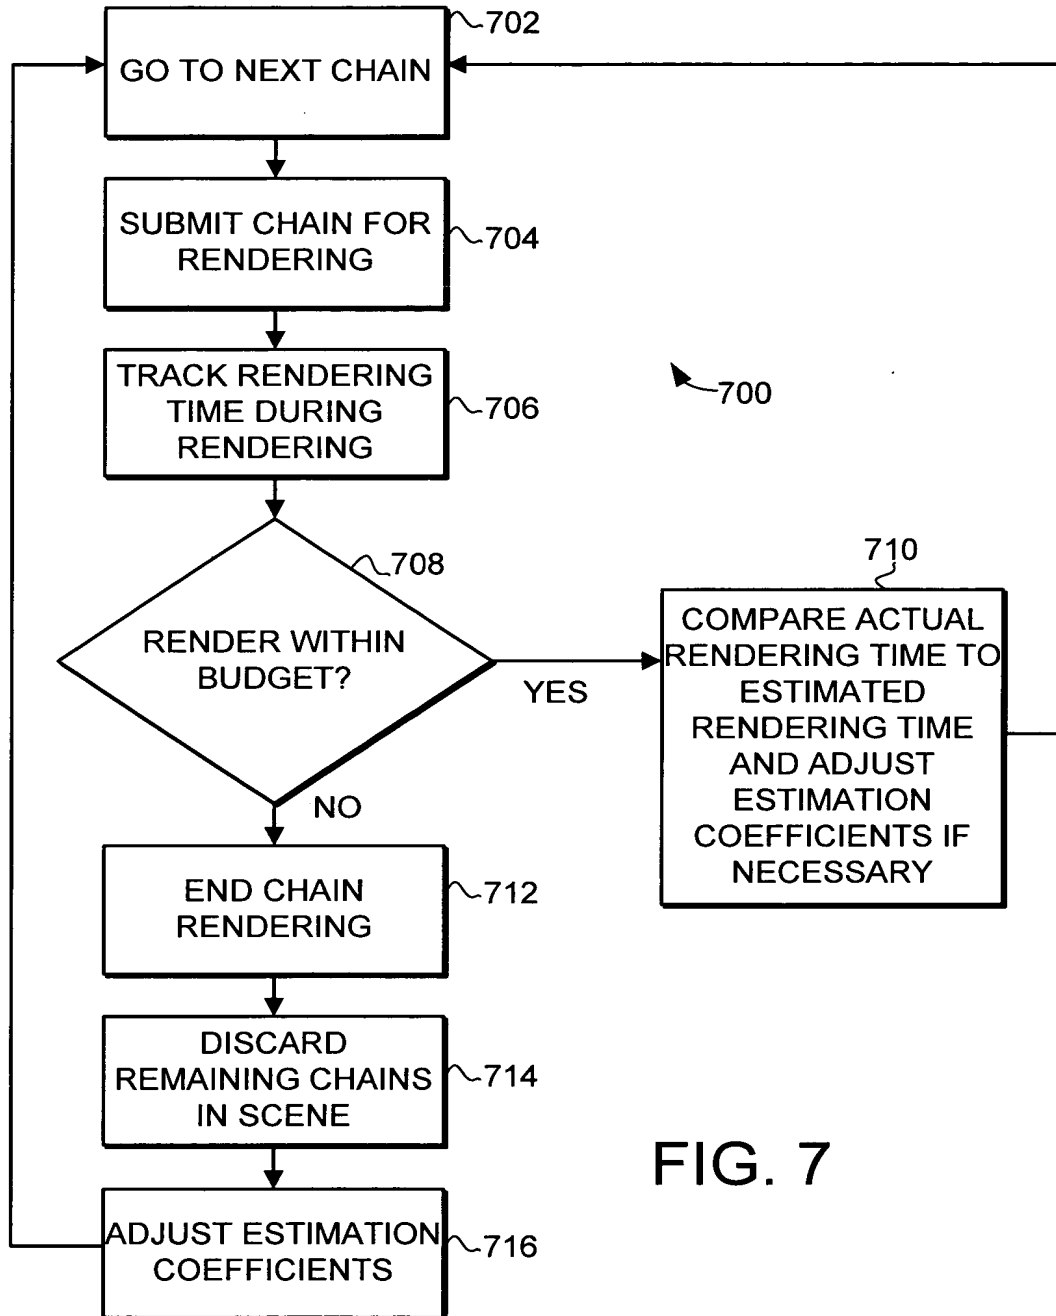 702
GO TO NEXT CHAIN
SUBMIT CHAIN FOR
RENDERING
704
TRACK RENDERING
TIME DURING
RENDERING
706
700
708
RENDER WITHIN
BUDGET?
YES
NO
710
COMPARE ACTUAL
RENDERING TIME TO
ESTIMATED
RENDERING TIME
AND ADJUST
ESTIMATION
COEFFICIENTS IF
NECESSARY
END CHAIN
RENDERING
712
DISCARD
REMAINING CHAINS
IN SCENE
714
ADJUST ESTIMATION
COEFFICIENTS
716
FIG. 7